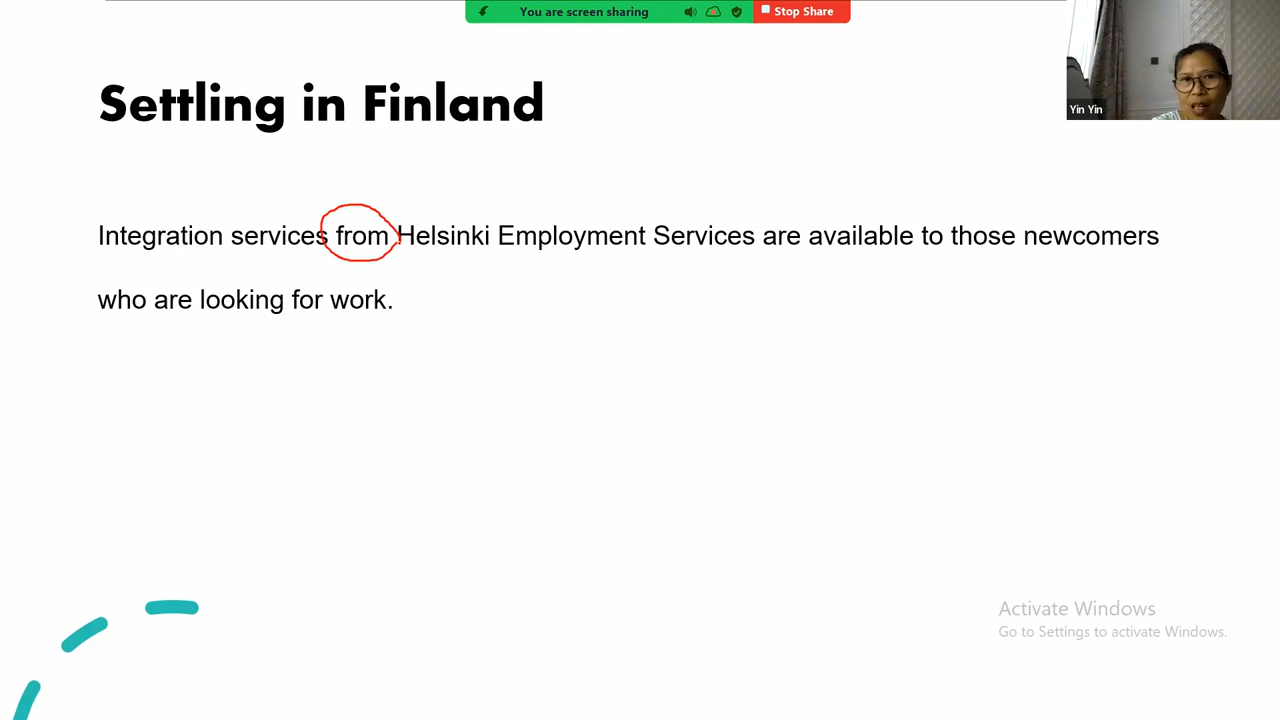 You are screen sharing
Stop Share
Yin Yin
Settling in Finland
Integration services from Helsinki Employment Services are available to those newcomers
who are looking for work.
Activate Windows
Go to Settings to activate Windows.